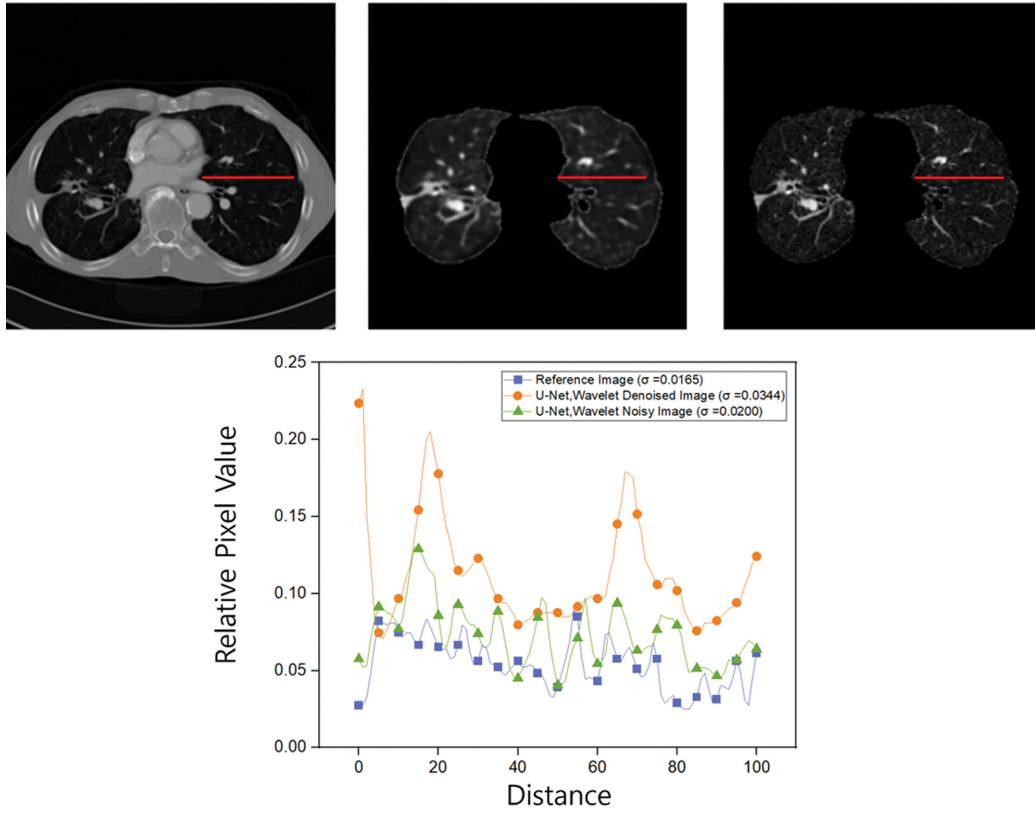 0.25
0.20
0.15
0.10
0.05
0.00
Relative Pixel Value
Reference Image (σ =0.0165)
U-Net,Wavelet Denoised Image (σ =0.0344)
U-Net,Wavelet Noisy Image (σ =0.0200)
0 20 40 60 80 100
Distance